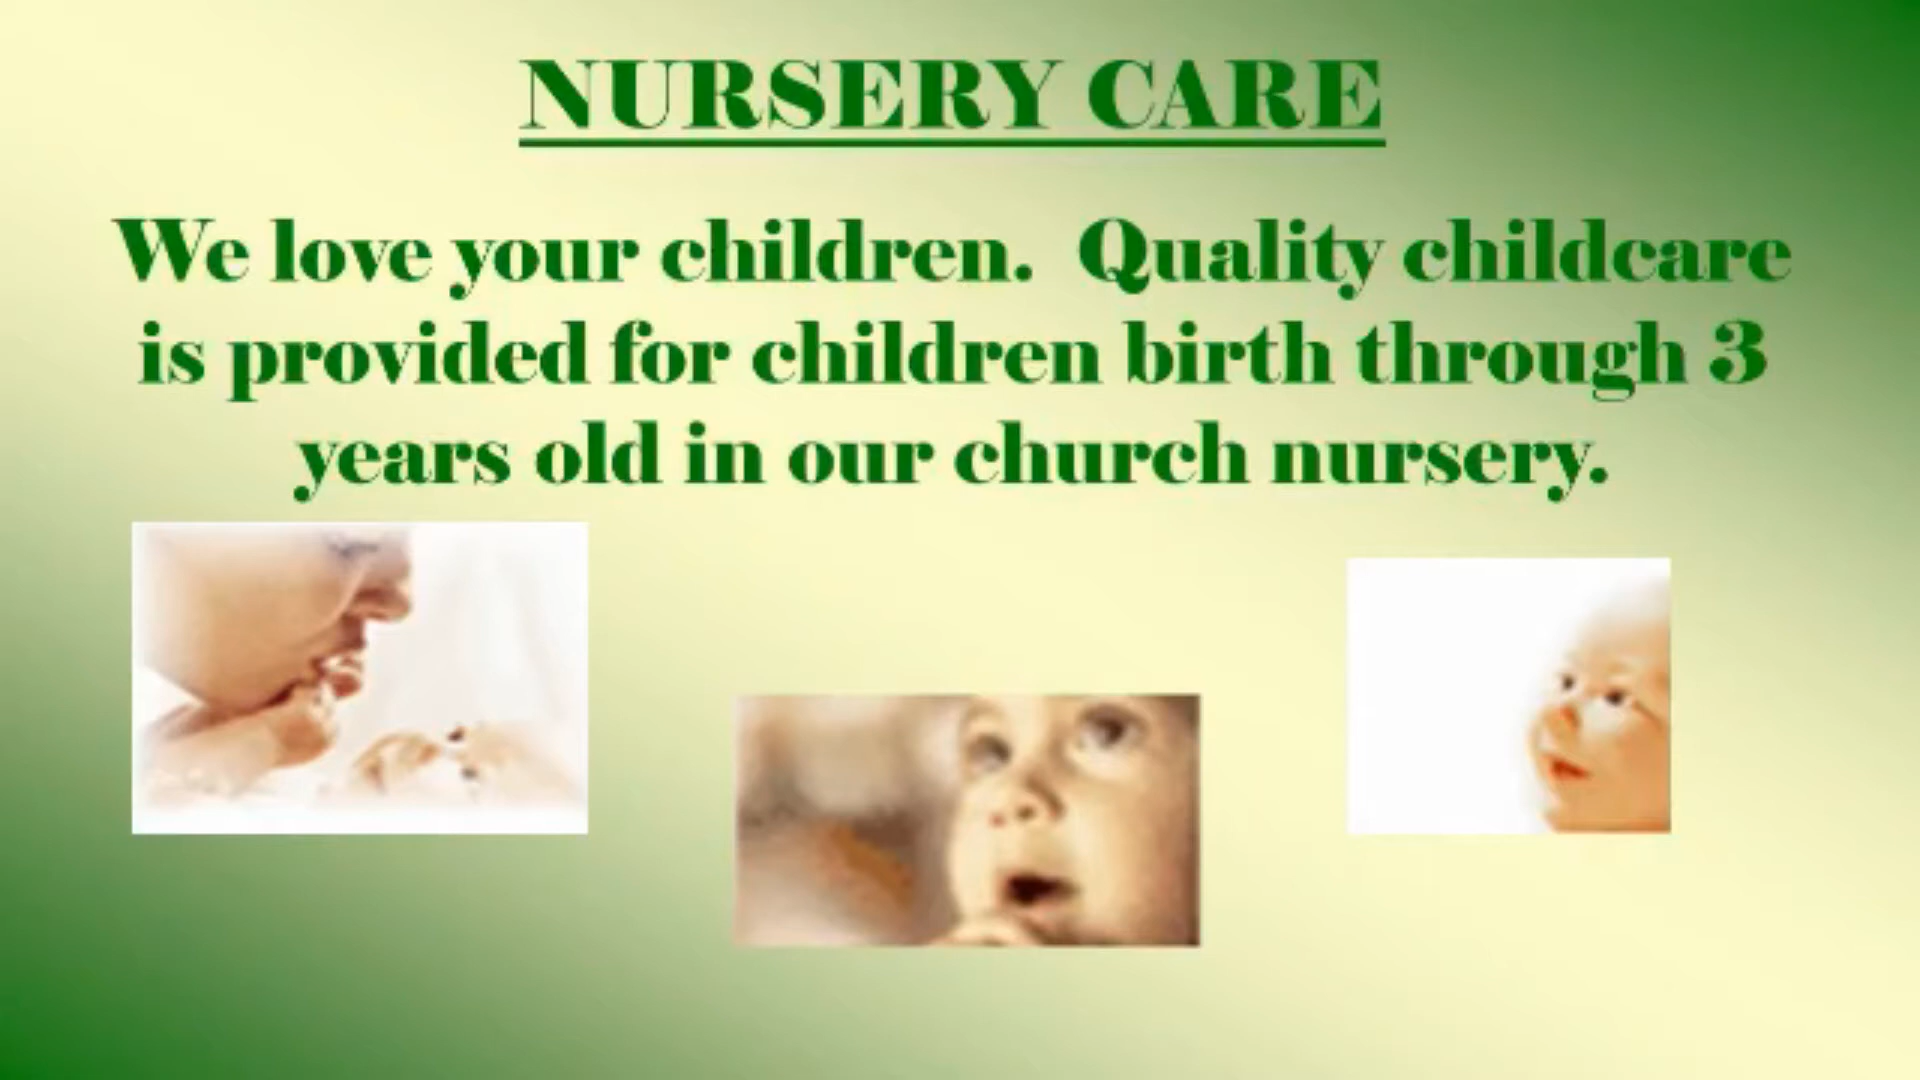 NURSERY CARE
We love your children.  Quality childcare
is provided for children birth through 3
years old in our church nursery.